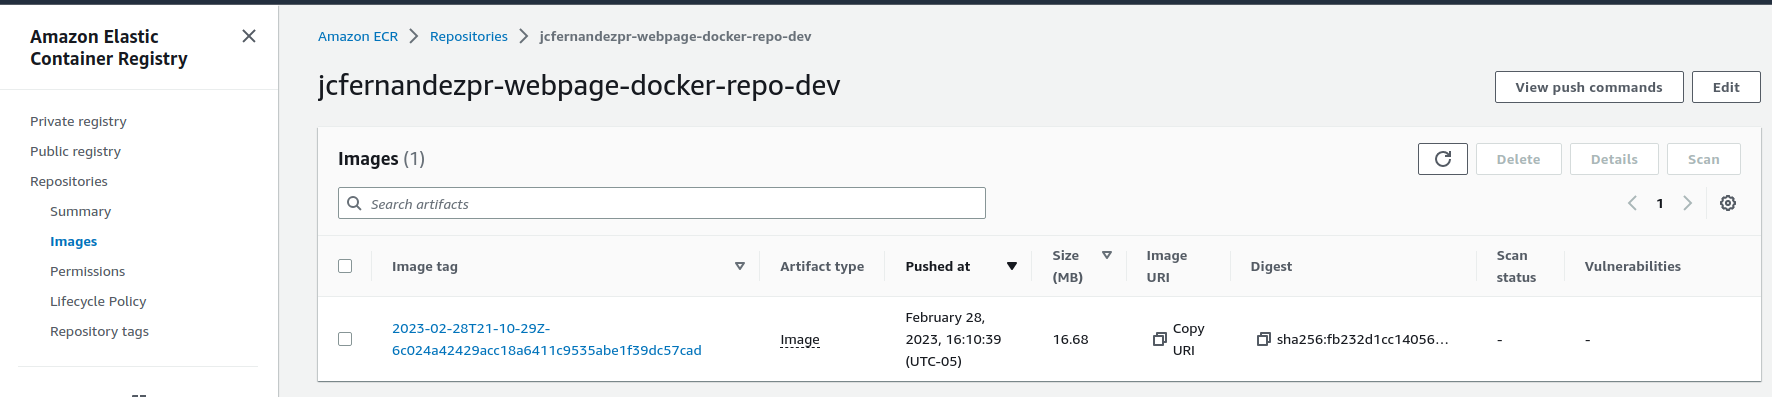 Amazon Elastic
Container Registry
Private registry
Public registry
Repositories
Summary
Images
Permissions
Lifecycle Policy
Repository tags
Amazon ECR Repositories jcfernandezpr-webpage-docker-repo-dev
jcfernandezpr-webpage-docker-repo-dev
View push commands Edit
Images (1)
Delete Details Scan
Search artifacts
1
Image tag
Artifact type
Pushed at
Size
(MB)
Image
URI
Digest
Scan
status
Vulnerabilities
2023-02-28T21-10-29Z-
6c024a42429acc18a6411c9535abe1f39dc57cad
Image
February 28,
2023, 16:10:39
(UTC-05)
16.68
Copy
URI
sha256:fb232d1cc14056...
-
-